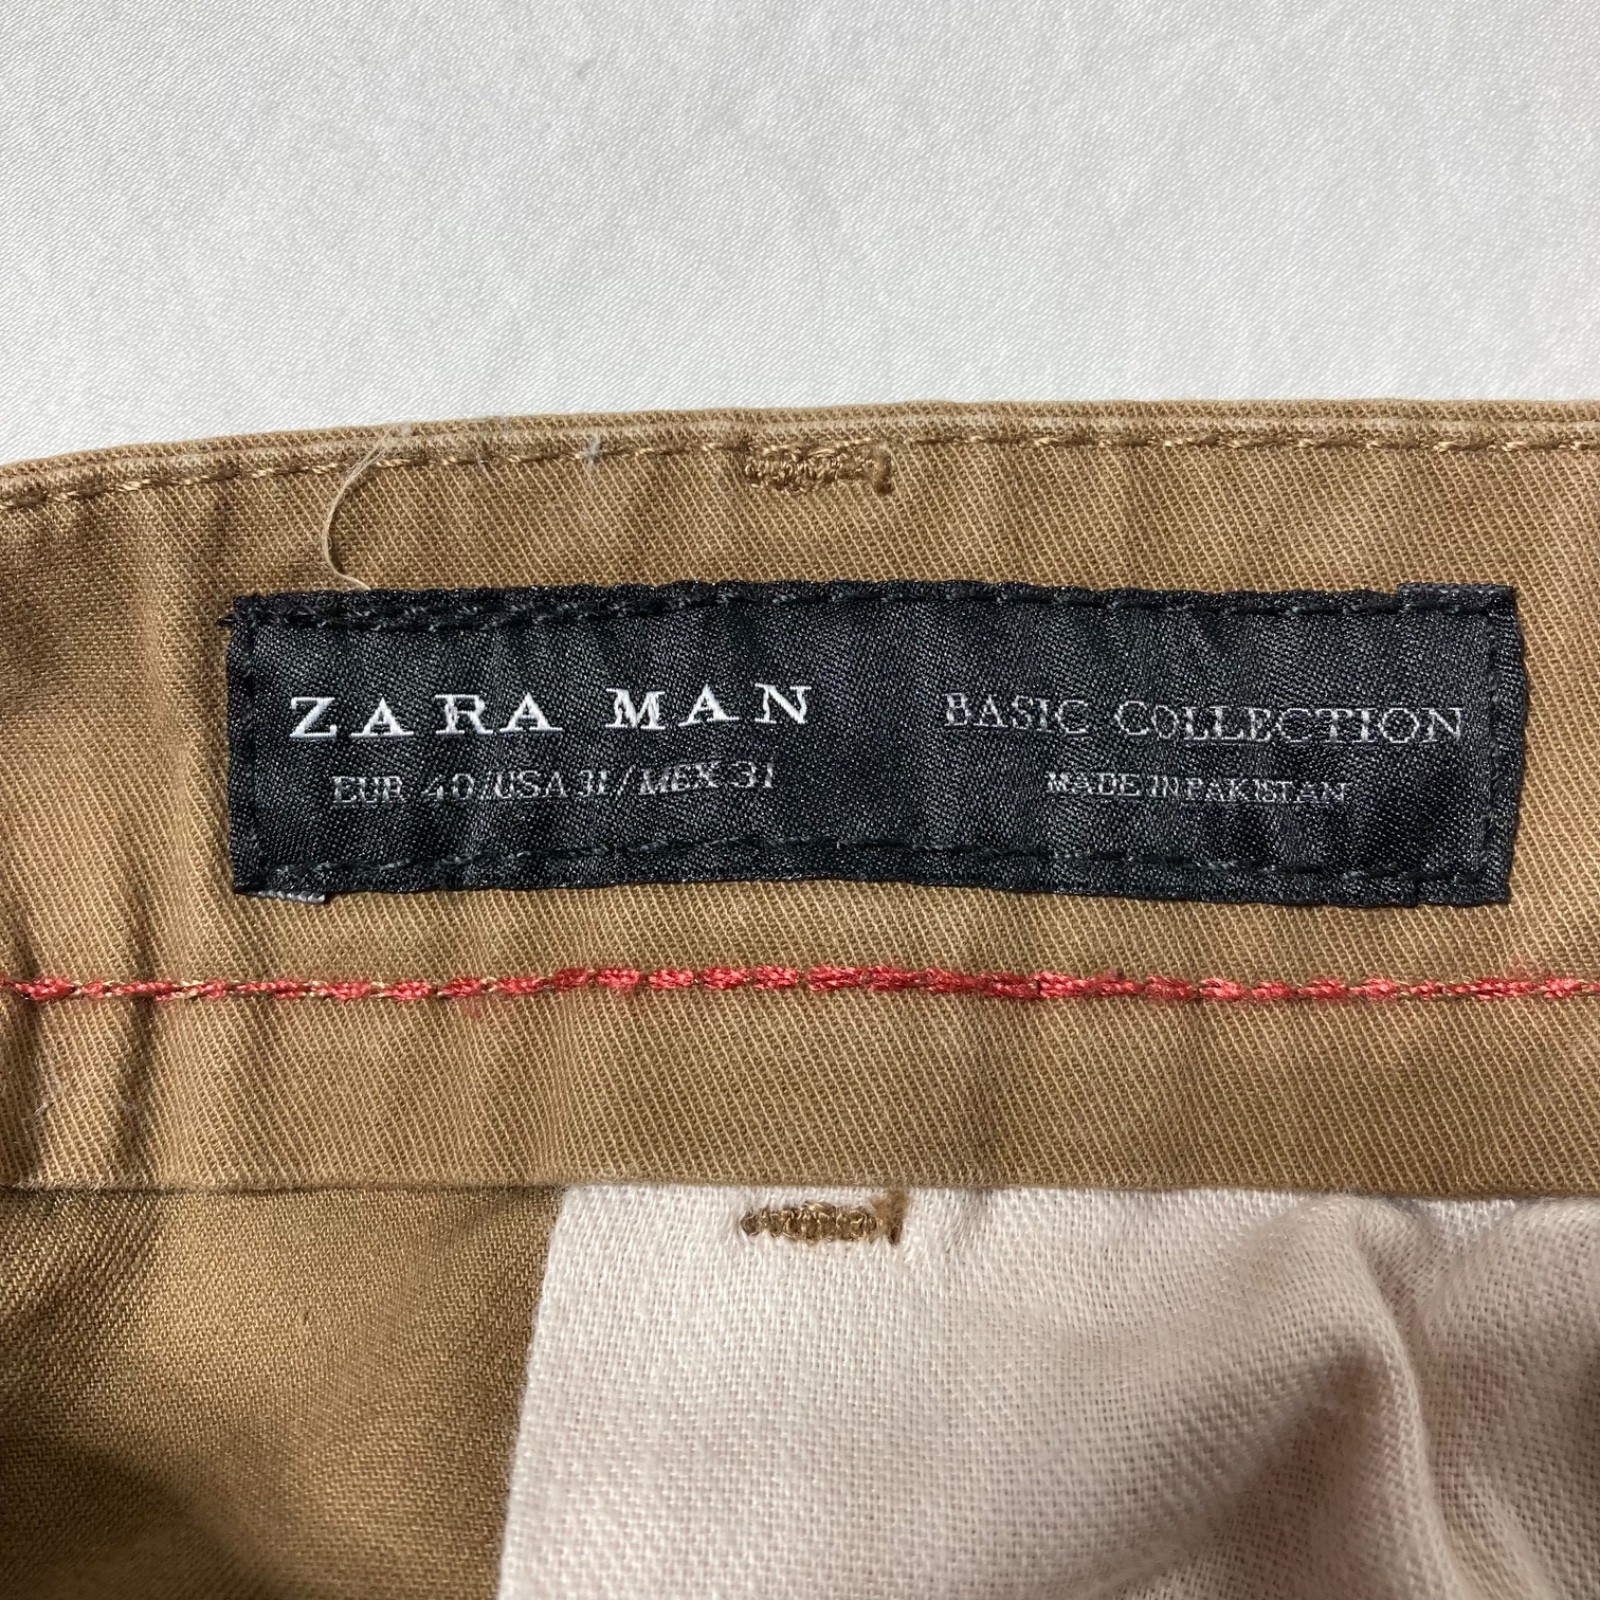 ZARA MAN
EUR 40/USA 31/MEX 31
BASIC COLLECTION
MADE IN PAKISTAN